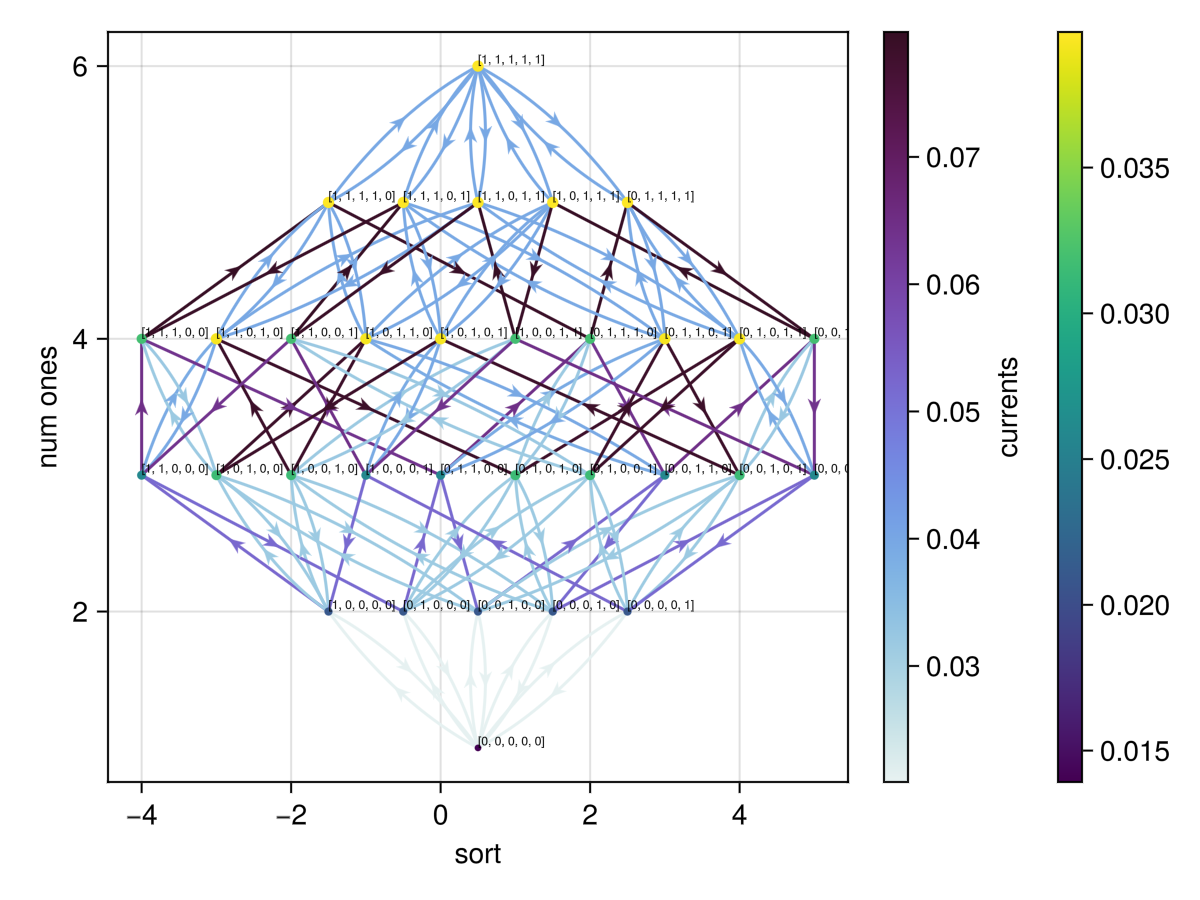 [1, 1, 1, 1, 1]
6
[1, 1, 1, 1, 0]
[1, 1, 1, 0, 1]
[1, 1, 0, 1, 1]
[1, 0, 1, 1, 1]
[0, 1, 1, 1, 1]
[1, 1, 1, 0, 0]
[1, 1, 0, 1, 0]
[1, 1, 0, 0, 1]
[1, 0, 1, 1, 0]
[1, 0, 1, 0, 1]
[1, 0, 0, 1, 1]
[0, 1, 1, 1, 0]
[0, 1, 1, 0, 1]
[0, 1, 0, 1, 1]
[0, 0,
4
[1, 1, 0, 0, 0]
[1, 0, 1, 0, 0]
[1, 0, 0, 1, 0]
[1, 0, 0, 0, 1]
[0, 1, 1, 0, 0]
[0, 1, 0, 1, 0]
[0, 1, 0, 0, 1]
[0, 0, 1, 1, 0]
[0, 0, 1, 0, 1]
[0, 0, 0
[1, 0, 0, 0, 0]
[0, 1, 0, 0, 0]
[0, 0, 1, 0, 0]
[0, 0, 0, 1, 0]
[0, 0, 0, 0, 1]
2
[0, 0, 0, 0, 0]
num ones
−4
−2
0
2
4
sort
0.07
0.06
0.05
0.04
0.03
currents
0.035
0.030
0.025
0.020
0.015